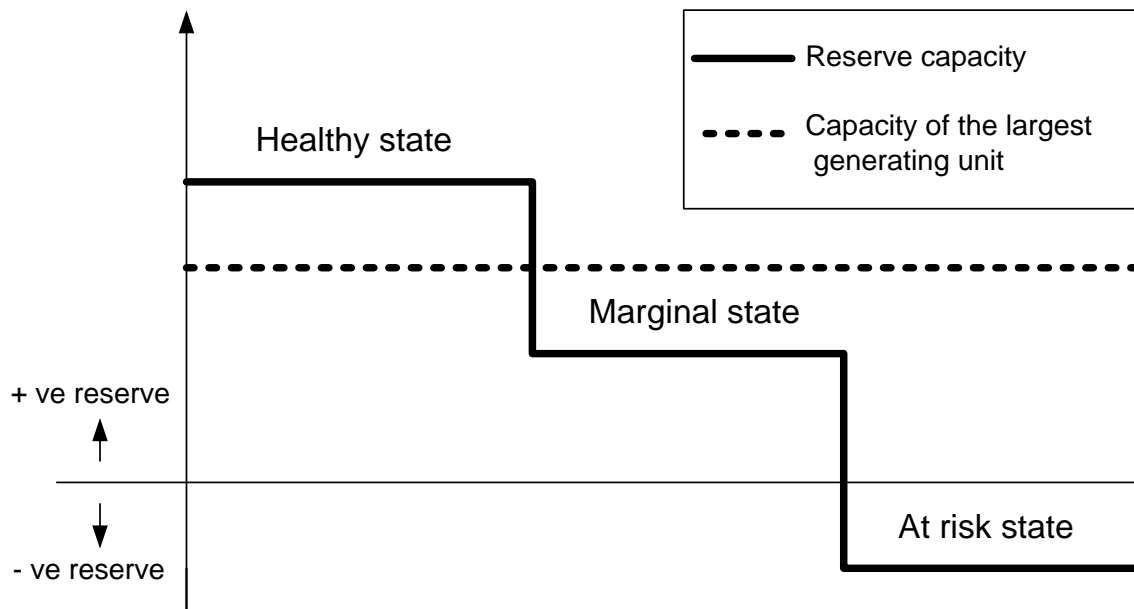 Reserve capacity
Capacity of the largest
generating unit
Healthy state
Marginal state
+ ve reserve
At risk state
- ve reserve